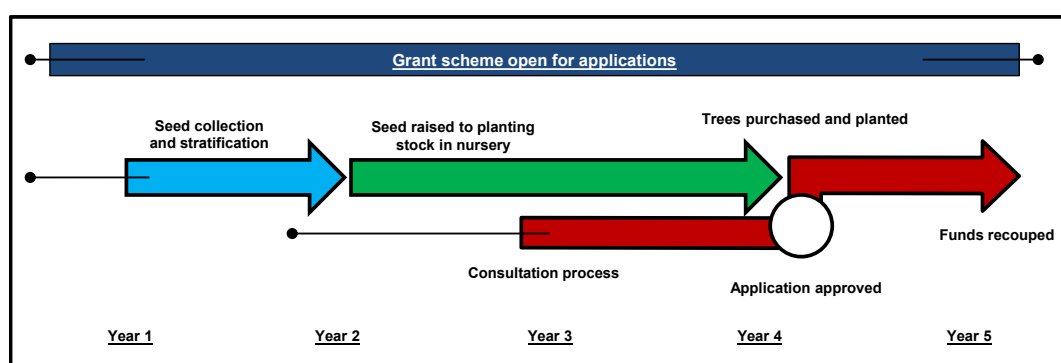 Grant scheme open for applications
Seed collection
and stratification
Seed raised to planting
stock in nursery
Trees purchased and planted
Consultation process
Application approved
Funds recouped
Year 1
Year 2
Year 3
Year 4
Year 5